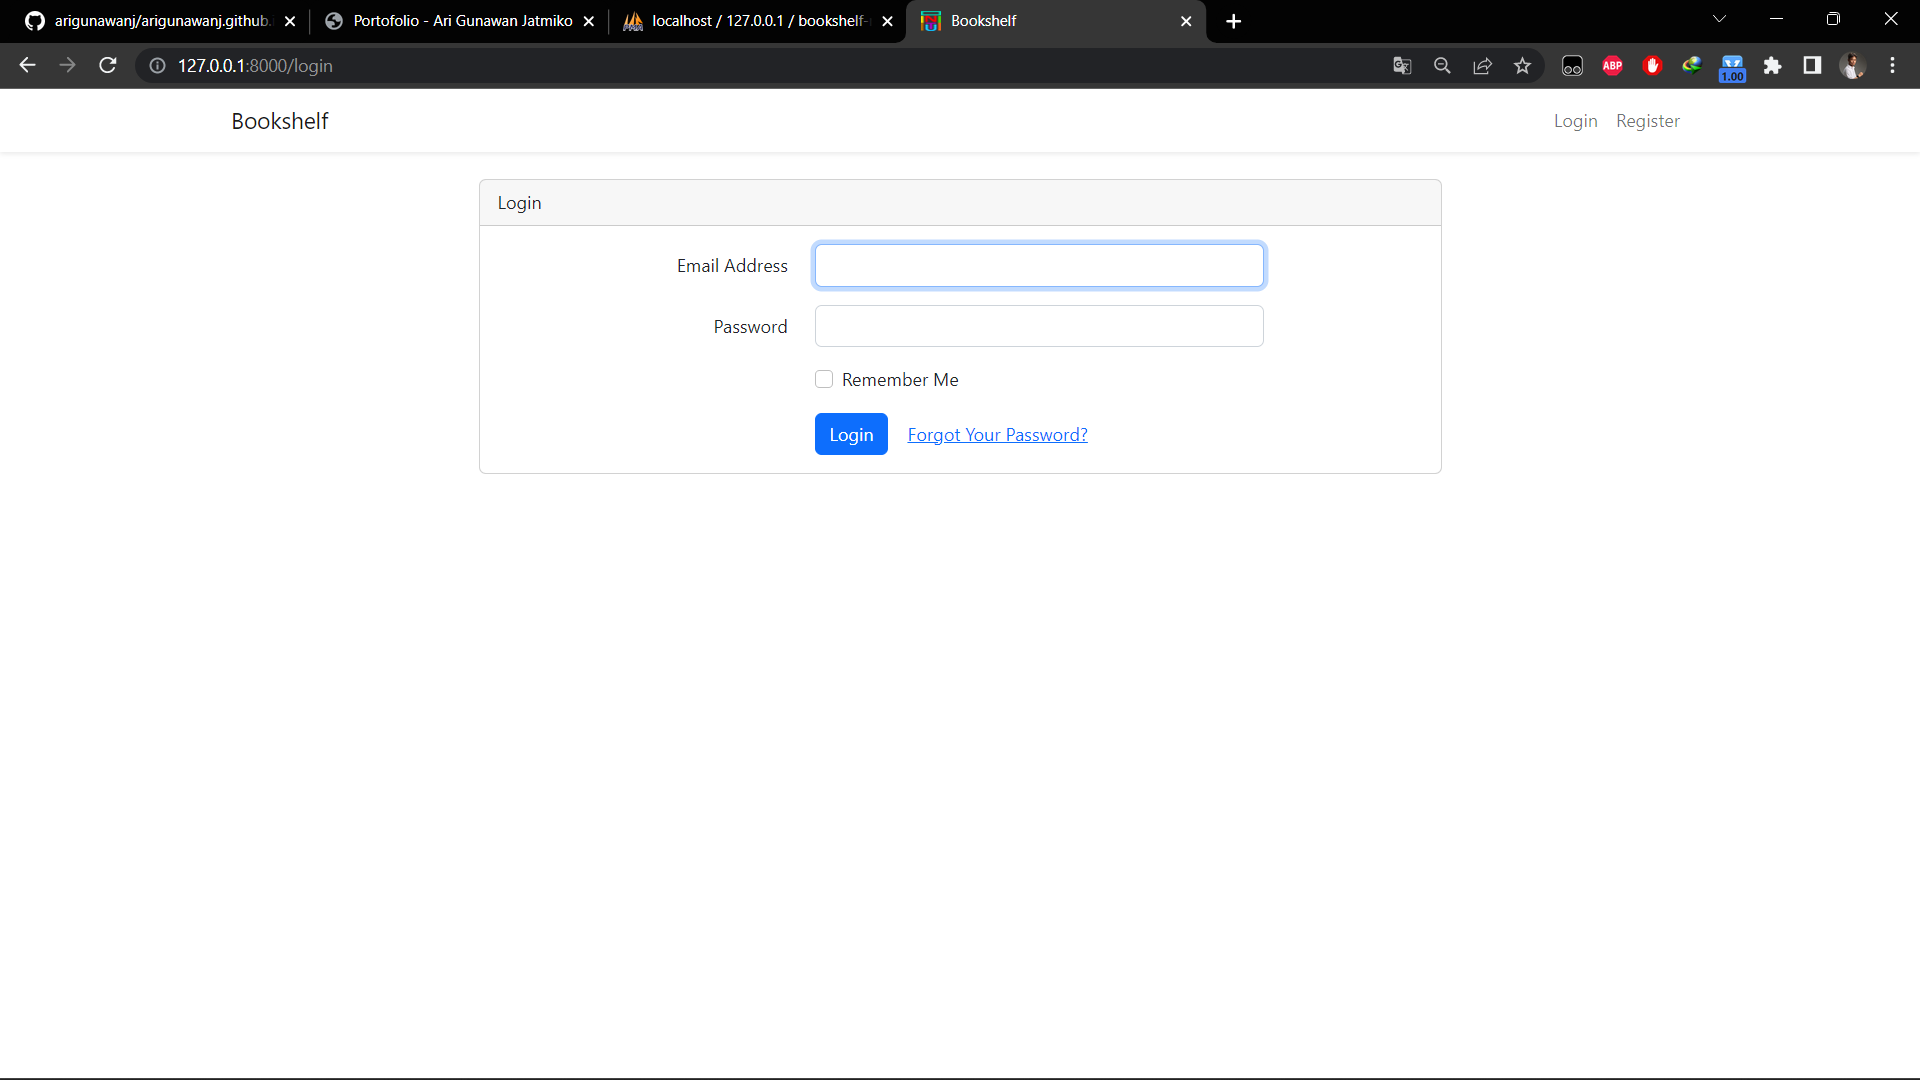 arigunawanj/arigunawanj.github.
Portofolio - Ari Gunawan Jatmiko
localhost / 127.0.0.1 / bookshelf-
Bookshelf
127.0.0.1:8000/login
ABP
1.00
Bookshelf
Login
Register
Login
Email Address
Password
Remember Me
Login
Forgot Your Password?